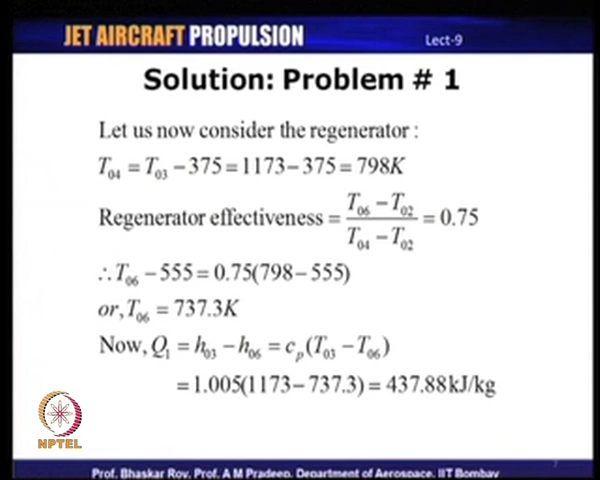 JET AIRCRAFT PROPULSION Lect-9
Solution: Problem # 1
Let us now consider the regenerator :
T₀₄ = T₀₃ − 375 = 1173 − 375 = 798K
Regenerator effectiveness = (T₀₆ − T₀₂) / (T₀₄ − T₀₂) = 0.75
∴ T₀₆ − 555 = 0.75(798 − 555)
or, T₀₆ = 737.3K
Now, Q₁ = h₀₃ − h₀₆ = cₚ(T₀₃ − T₀₆)
= 1.005(1173 − 737.3) = 437.88 kJ/kg
NPTEL
7
Prof. Bhaskar Roy, Prof. A M Pradeep, Department of Aerospace, IIT Bombay